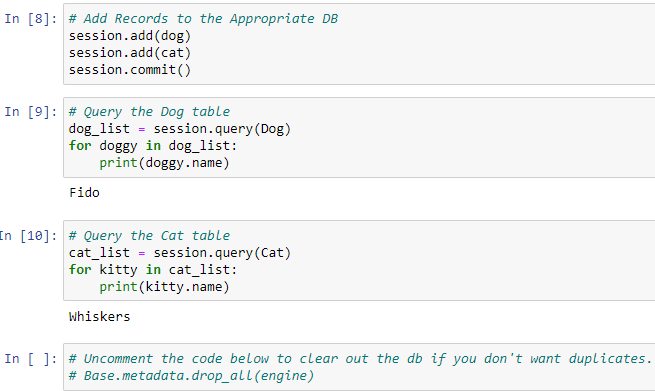 In [8]: # Add Records to the Appropriate DB
session.add(dog)
session.add(cat)
session.commit()
In [9]: # Query the Dog table
dog_list = session.query(Dog)
for doggy in dog_list:
    print(doggy.name)
Fido
In [10]: # Query the Cat table
cat_list = session.query(Cat)
for kitty in cat_list:
    print(kitty.name)
Whiskers
In [ ]: # Uncomment the code below to clear out the db if you don't want duplicates.
# Base.metadata.drop_all(engine)